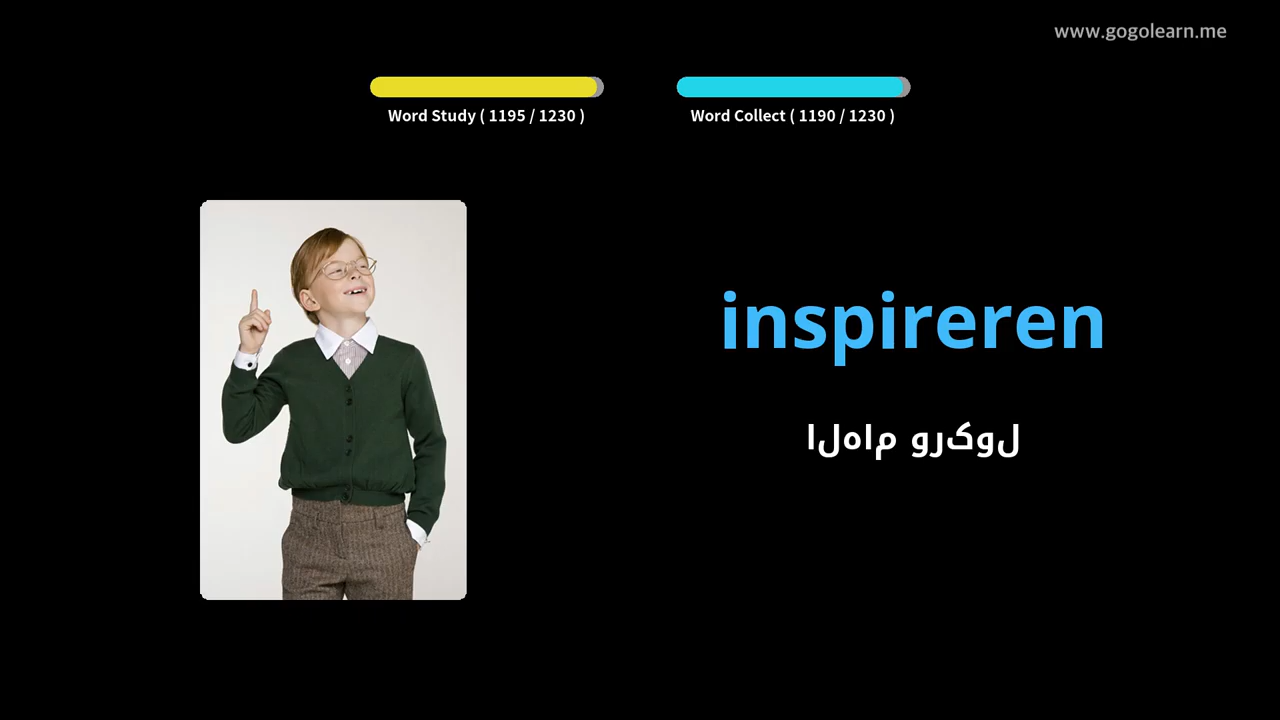 www.gogolearn.me
Word Study ( 1195 / 1230 )
Word Collect ( 1190 / 1230 )
inspireren
الهام ورکول